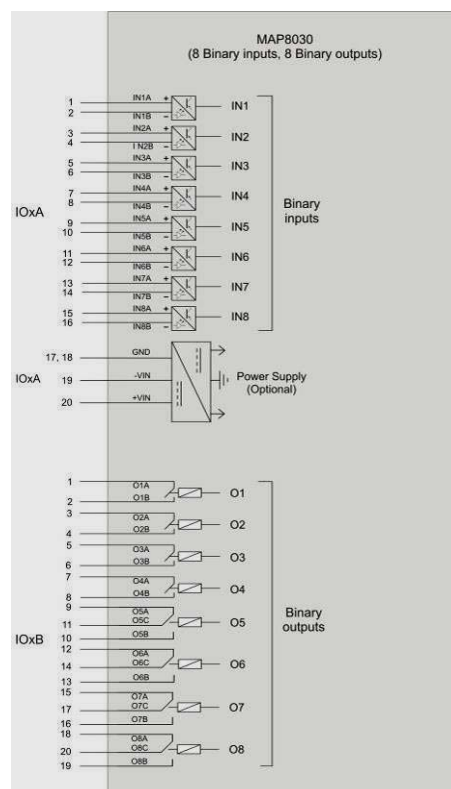 MAP8030
(8 Binary inputs, 8 Binary outputs)
1 IN1A + IN1
2 IN1B –
3 IN2A + IN2
4 I N2B –
5 IN3A + IN3
6 IN3B –
7 IN4A + IN4
8 IN4B –
IOxA
Binary
inputs
9 IN5A + IN5
10 IN5B –
11 IN6A + IN6
12 IN6B –
13 IN7A + IN7
14 IN7B –
15 IN8A + IN8
16 IN8B –
17, 18 GND
IOxA 19 -VIN Power Supply
(Optional)
20 +VIN
1 O1A O1
2 O1B
3 O2A O2
4 O2B
5 O3A O3
6 O3B
7 O4A O4
8 O4B
9 O5A
11 O5C O5
10 O5B
IOxB
Binary
outputs
12 O6A
14 O6C O6
13 O6B
15 O7A
17 O7C O7
16 O7B
18 O8A
20 O8C O8
19 O8B